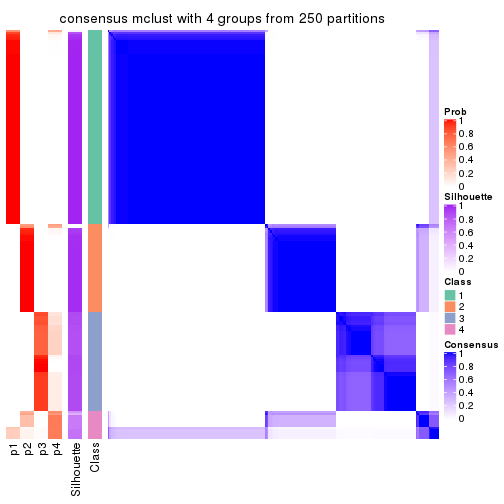 consensus mclust with 4 groups from 250 partitions
Prob
1
0.8
0.6
0.4
0.2
0
Silhouette
1
0.8
0.6
0.4
0.2
0
Class
1
2
3
4
Consensus
1
0.8
0.6
0.4
0.2
0
p1
p2
p3
p4
Silhouette
Class